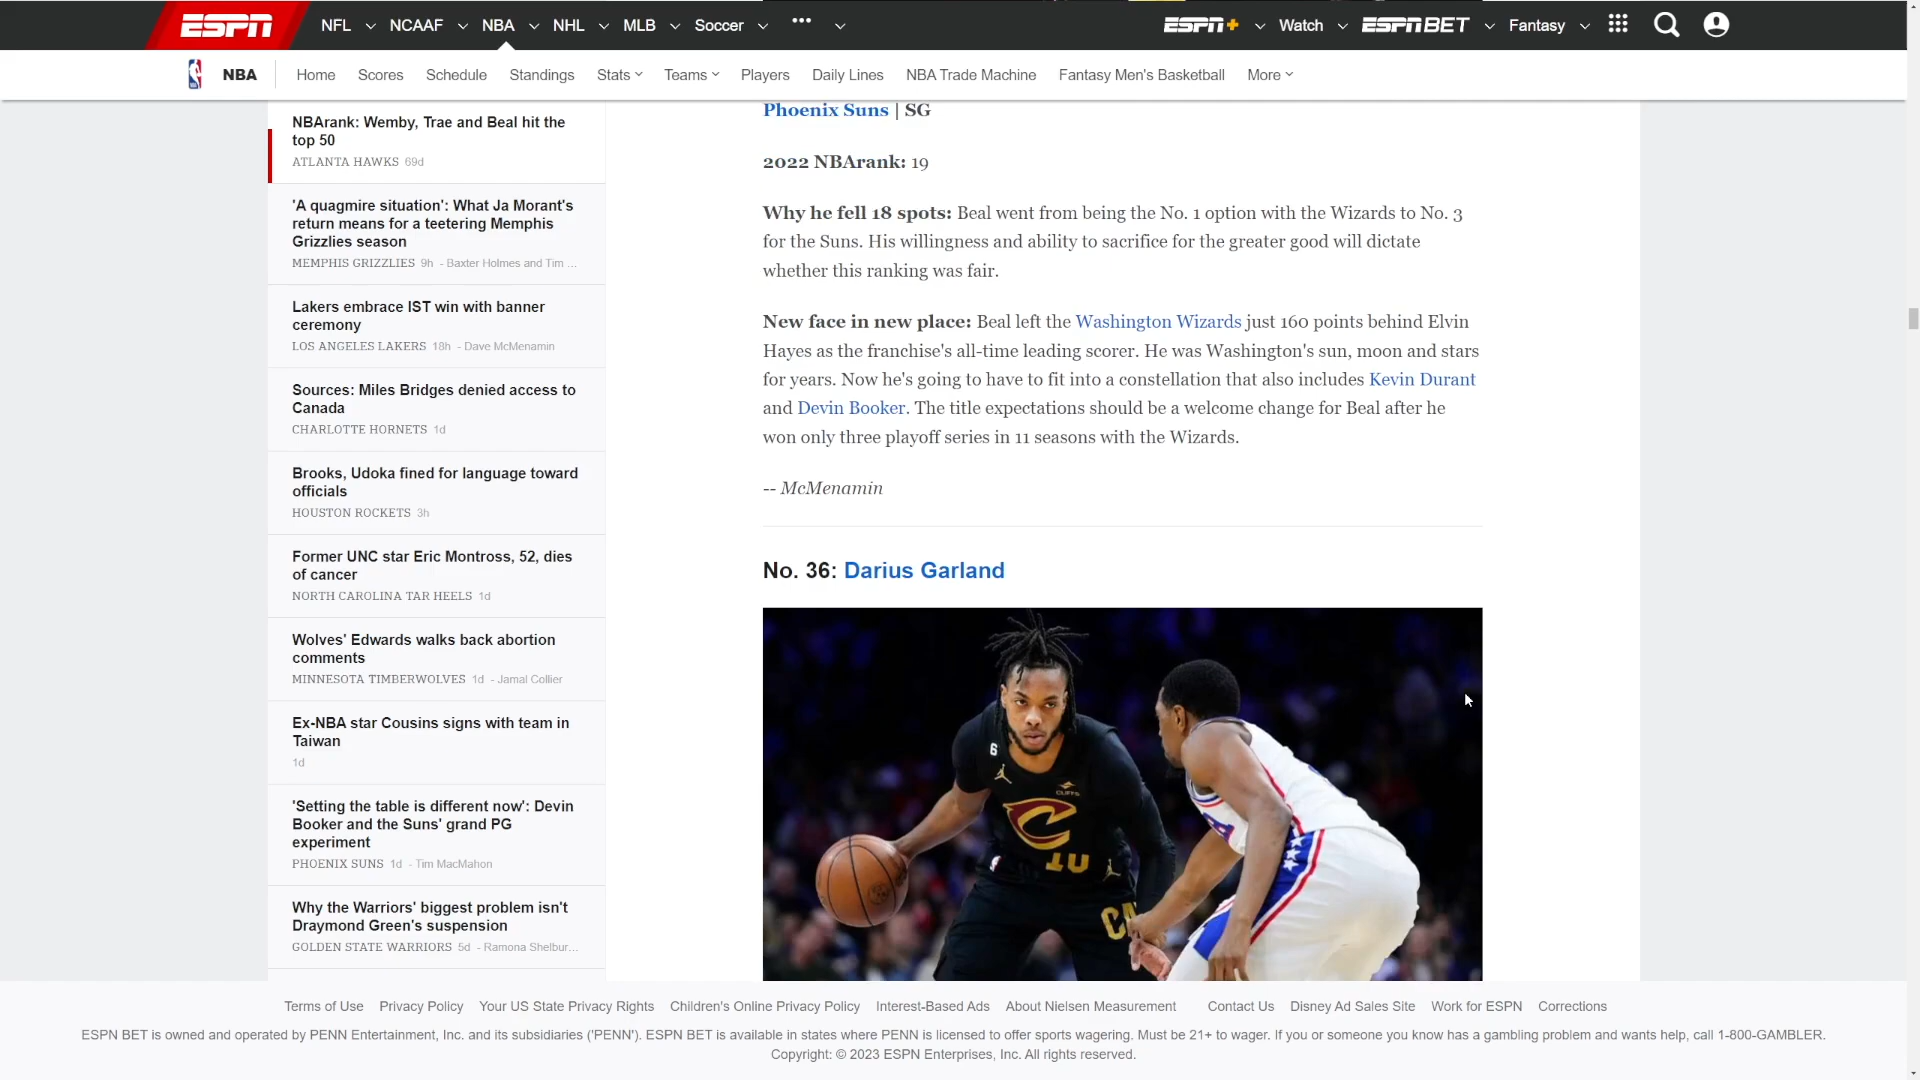 ESPN NFL NCAAF NBA NHL MLB Soccer ••• ESPN+ Watch ESPN BET Fantasy
NBA Home Scores Schedule Standings Stats Teams Players Daily Lines NBA Trade Machine Fantasy Men's Basketball More
NBArank: Wemby, Trae and Beal hit the
top 50
ATLANTA HAWKS 69d
'A quagmire situation': What Ja Morant's
return means for a teetering Memphis
Grizzlies season
MEMPHIS GRIZZLIES 9h - Baxter Holmes and Tim ...
Lakers embrace IST win with banner
ceremony
LOS ANGELES LAKERS 18h - Dave McMenamin
Sources: Miles Bridges denied access to
Canada
CHARLOTTE HORNETS 1d
Brooks, Udoka fined for language toward
officials
HOUSTON ROCKETS 3h
Former UNC star Eric Montross, 52, dies
of cancer
NORTH CAROLINA TAR HEELS 1d
Wolves' Edwards walks back abortion
comments
MINNESOTA TIMBERWOLVES 1d - Jamal Collier
Ex-NBA star Cousins signs with team in
Taiwan
1d
'Setting the table is different now': Devin
Booker and the Suns' grand PG
experiment
PHOENIX SUNS 1d - Tim MacMahon
Why the Warriors' biggest problem isn't
Draymond Green's suspension
GOLDEN STATE WARRIORS 5d - Ramona Shelbur...
Phoenix Suns | SG
2022 NBArank: 19
Why he fell 18 spots: Beal went from being the No. 1 option with the Wizards to No. 3
for the Suns. His willingness and ability to sacrifice for the greater good will dictate
whether this ranking was fair.
New face in new place: Beal left the Washington Wizards just 160 points behind Elvin
Hayes as the franchise's all-time leading scorer. He was Washington's sun, moon and stars
for years. Now he's going to have to fit into a constellation that also includes Kevin Durant
and Devin Booker. The title expectations should be a welcome change for Beal after he
won only three playoff series in 11 seasons with the Wizards.
-- McMenamin
No. 36: Darius Garland
6
CLIFFS
C
10
CA
Terms of Use Privacy Policy Your US State Privacy Rights Children's Online Privacy Policy Interest-Based Ads About Nielsen Measurement Contact Us Disney Ad Sales Site Work for ESPN Corrections
ESPN BET is owned and operated by PENN Entertainment, Inc. and its subsidiaries ('PENN'). ESPN BET is available in states where PENN is licensed to offer sports wagering. Must be 21+ to wager. If you or someone you know has a gambling problem and wants help, call 1-800-GAMBLER.
Copyright: © 2023 ESPN Enterprises, Inc. All rights reserved.